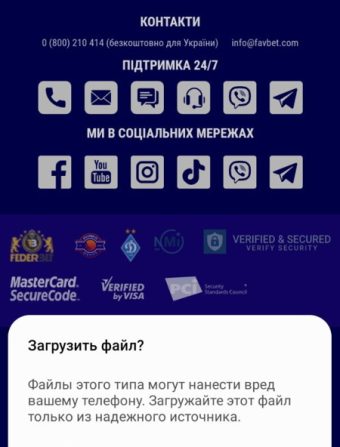 КОНТАКТИ
0 (800) 210 414 (безкоштовно для України) info@favbet.com
ПІДТРИМКА 24/7
МИ В СОЦІАЛЬНИХ МЕРЕЖАХ
You
Tube
FEDERBET
NMi
VERIFIED & SECURED
VERIFY SECURITY
MasterCard.
SecureCode.
VERIFIED
by VISA
PCI
Security
Standards Council
Загрузить файл?
Файлы этого типа могут нанести вред
вашему телефону. Загружайте этот файл
только из надежного источника.